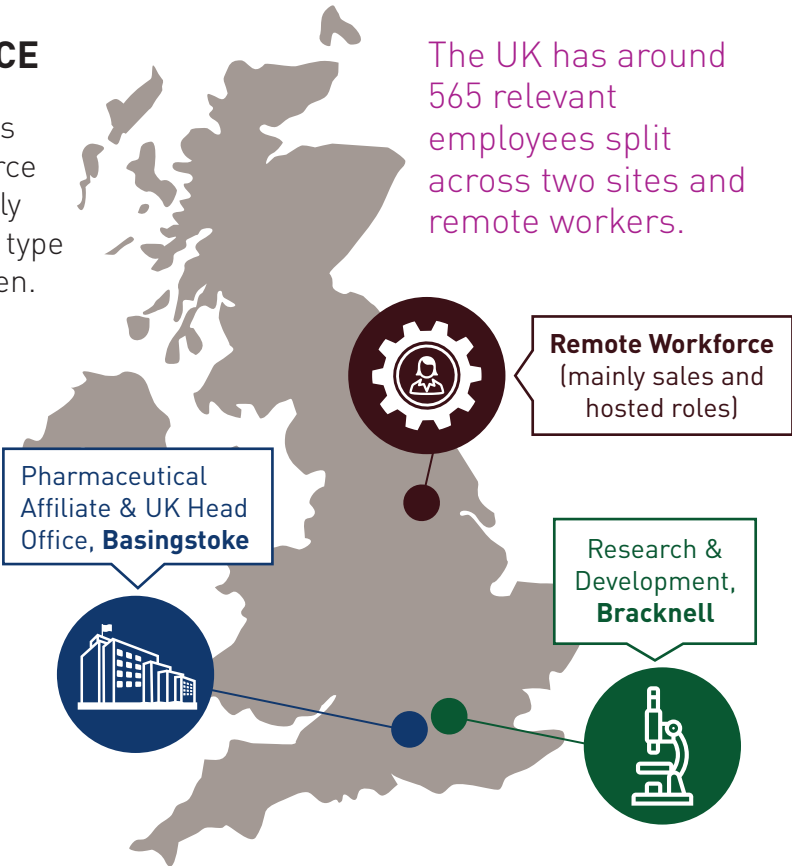 CE
The UK has around
565 relevant
employees split
across two sites and
remote workers.
s
rce
ly
type
en.
Remote Workforce
(mainly sales and
hosted roles)
Pharmaceutical
Affiliate & UK Head
Office, Basingstoke
Research &
Development,
Bracknell